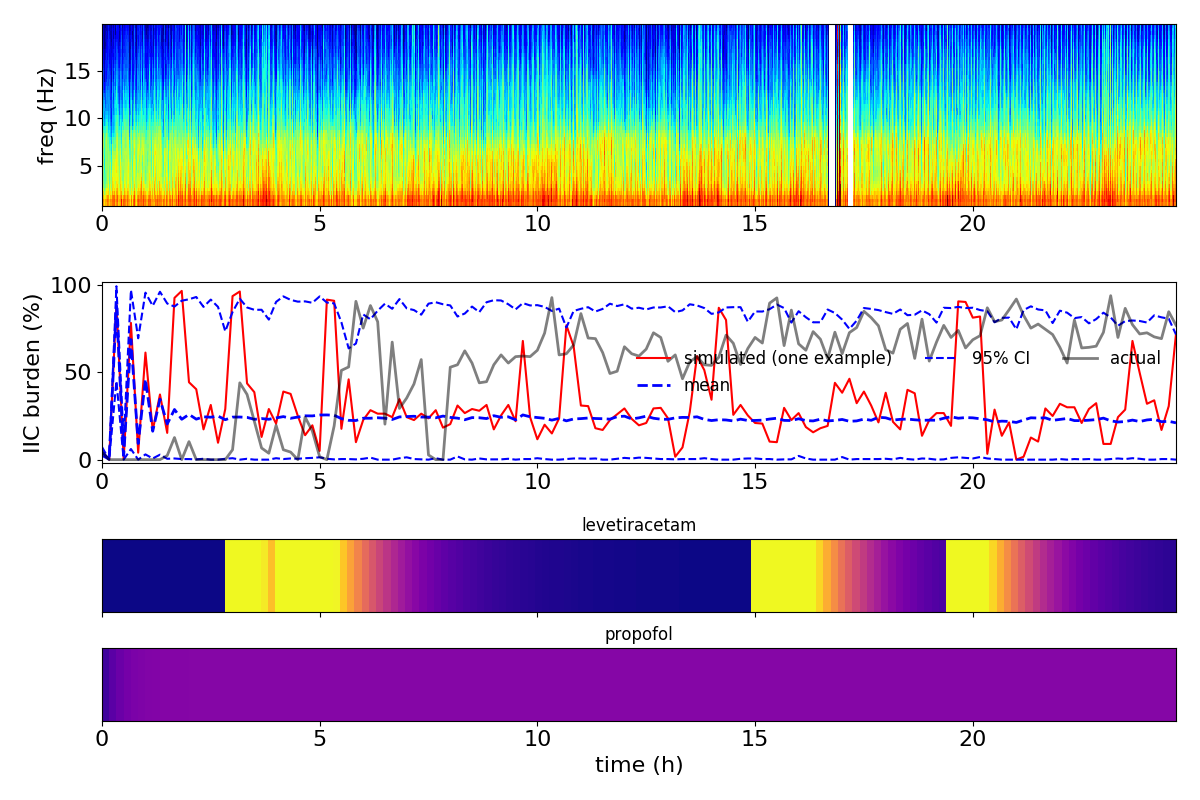 freq (Hz)
15
10
5
0 5 10 15 20
IIC burden (%)
100
50
0
simulated (one example) 95% CI actual
mean
0 5 10 15 20
levetiracetam
propofol
0 5 10 15 20
time (h)